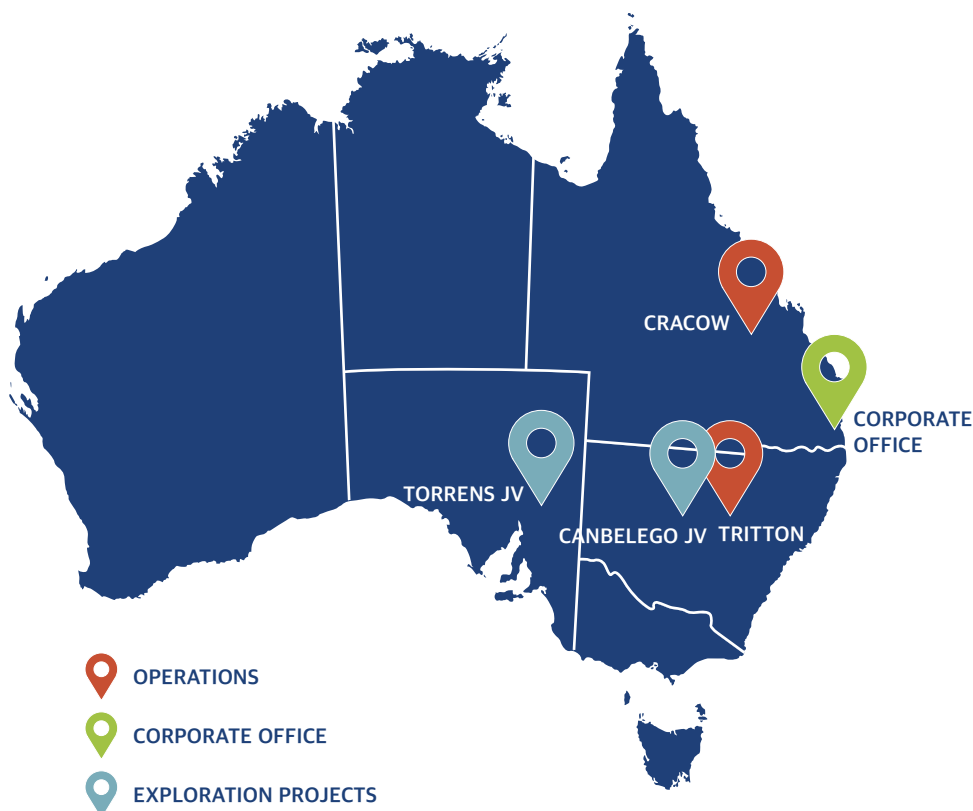 CRACOW
CORPORATE
OFFICE
TORRENS JV
CANBELEGO JV
TRITTON
OPERATIONS
CORPORATE OFFICE
EXPLORATION PROJECTS